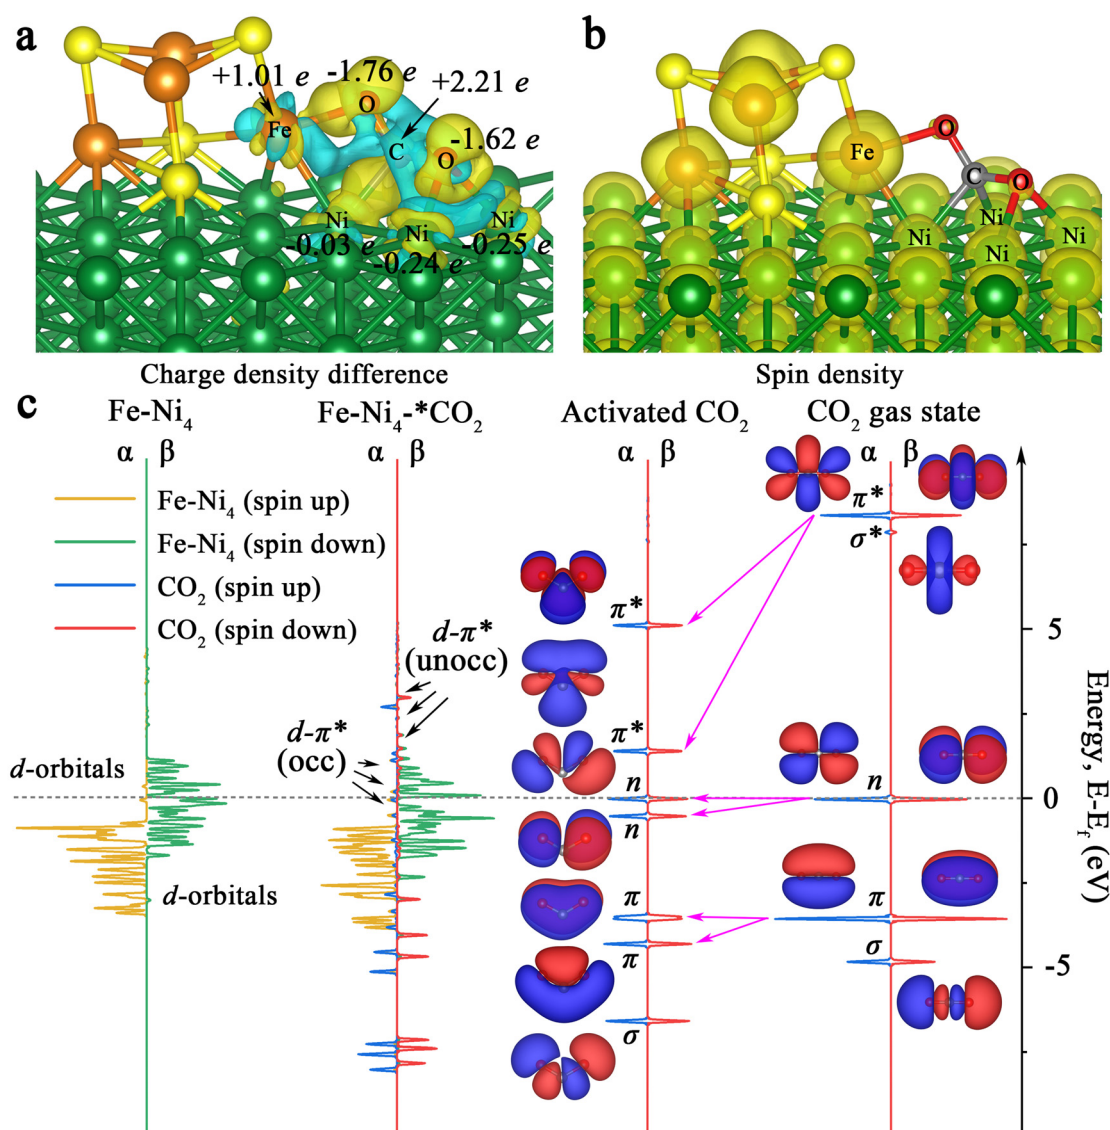 a
+1.01 e
-1.76 e
+2.21 e
O
Fe
C
O
-1.62 e
Ni
Ni
Ni
-0.03 e
-0.24 e
-0.25 e
Charge density difference
b
Fe
O
C
O
Ni
Ni
Ni
Ni
Spin density
c
Fe-Ni₄
α β
Fe-Ni₄-*CO₂
α β
Activated CO₂
α β
CO₂ gas state
α β
Fe-Ni₄ (spin up)
Fe-Ni₄ (spin down)
CO₂ (spin up)
CO₂ (spin down)
d-orbitals
d-orbitals
d-π*
(unocc)
d-π*
(occ)
π*
π*
n
n
π
π
σ
π*
σ*
n
π
σ
5
0
-5
Energy, E-E_f (eV)